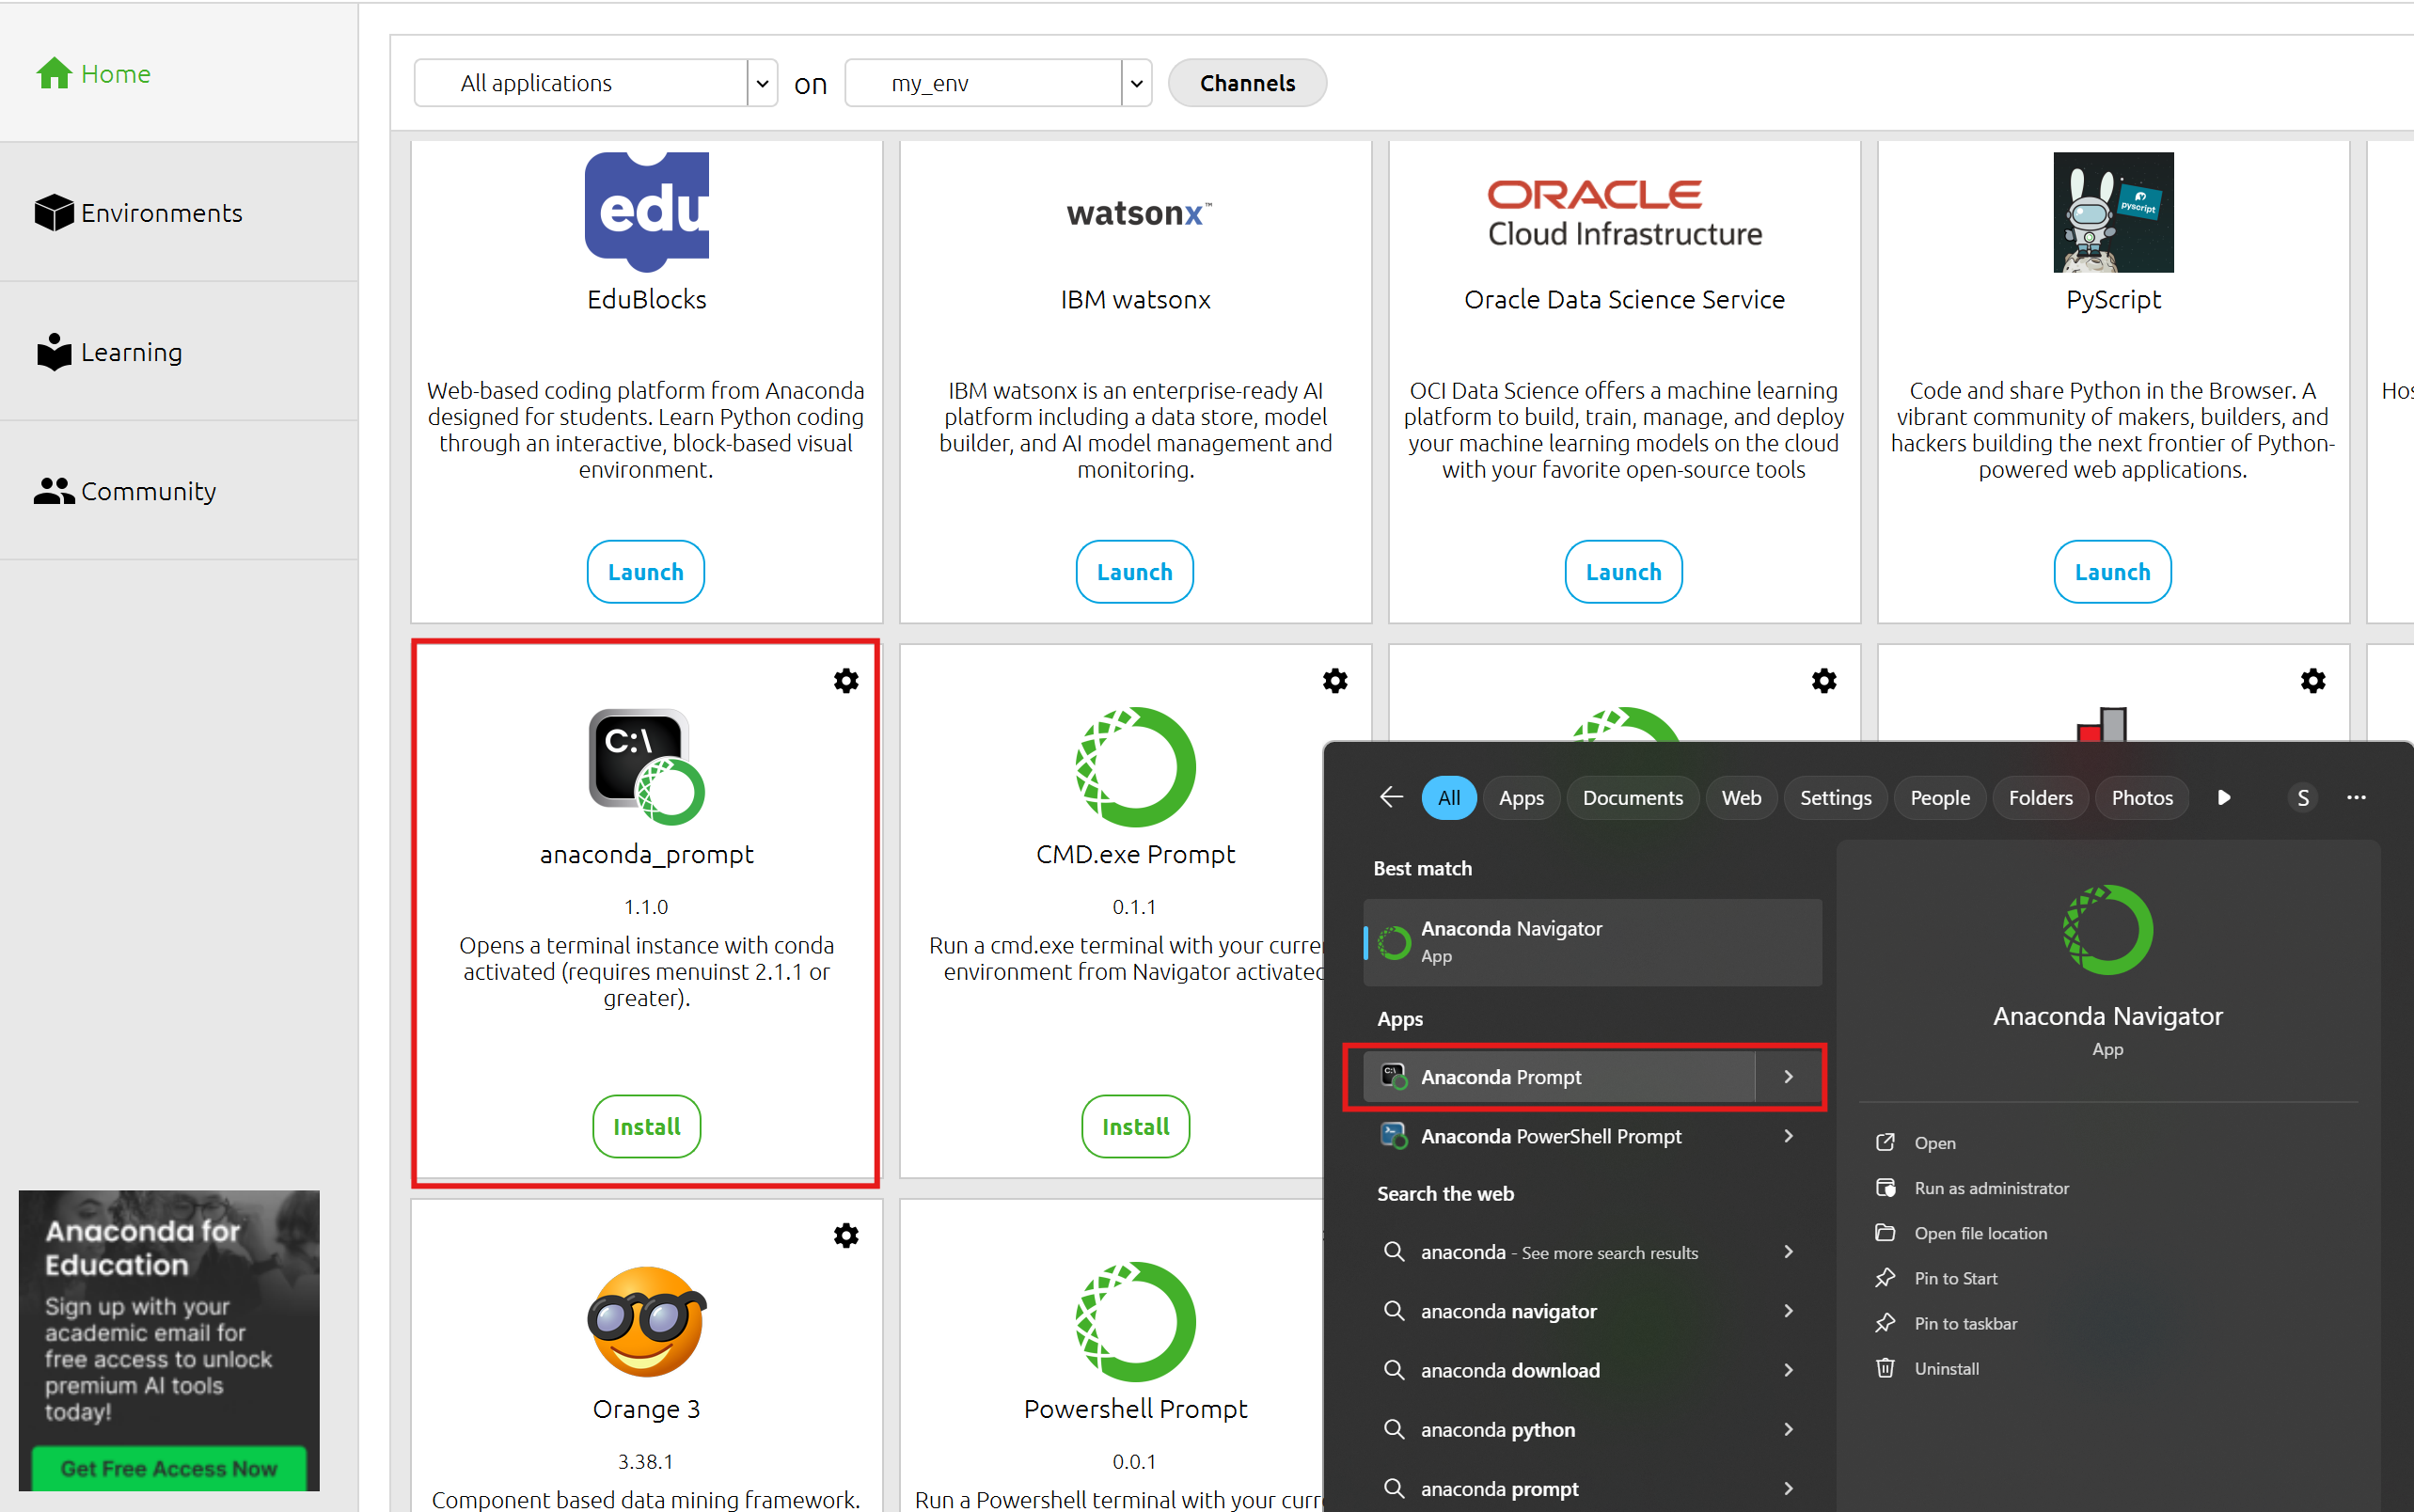 Home
Environments
Learning
Community
Anaconda for
Education
Sign up with your
academic email for
free access to unlock
premium AI tools
today!
Get Free Access Now
All applications
on
my_env
Channels
edu
EduBlocks
Web-based coding platform from Anaconda
designed for students. Learn Python coding
through an interactive, block-based visual
environment.
Launch
watsonx™
IBM watsonx
IBM watsonx is an enterprise-ready AI
platform including a data store, model
builder, and AI model management and
monitoring.
Launch
ORACLE
Cloud Infrastructure
Oracle Data Science Service
OCI Data Science offers a machine learning
platform to build, train, manage, and deploy
your machine learning models on the cloud
with your favorite open-source tools
Launch
pyscript
PyScript
Code and share Python in the Browser. A
vibrant community of makers, builders, and
hackers building the next frontier of Python-
powered web applications.
Launch
C:\
anaconda_prompt
1.1.0
Opens a terminal instance with conda
activated (requires menuinst 2.1.1 or
greater).
Install
CMD.exe Prompt
0.1.1
Run a cmd.exe terminal with your
environment from Navigator activated
Install
Orange 3
3.38.1
Component based data mining framework.
Powershell Prompt
0.0.1
Run a Powershell terminal with your
All
Apps
Documents
Web
Settings
People
Folders
Photos
S
Best match
Anaconda Navigator
App
Apps
Anaconda Prompt
Anaconda PowerShell Prompt
Search the web
anaconda - See more search results
anaconda navigator
anaconda download
anaconda python
anaconda prompt
Anaconda Navigator
App
Open
Run as administrator
Open file location
Pin to Start
Pin to taskbar
Uninstall